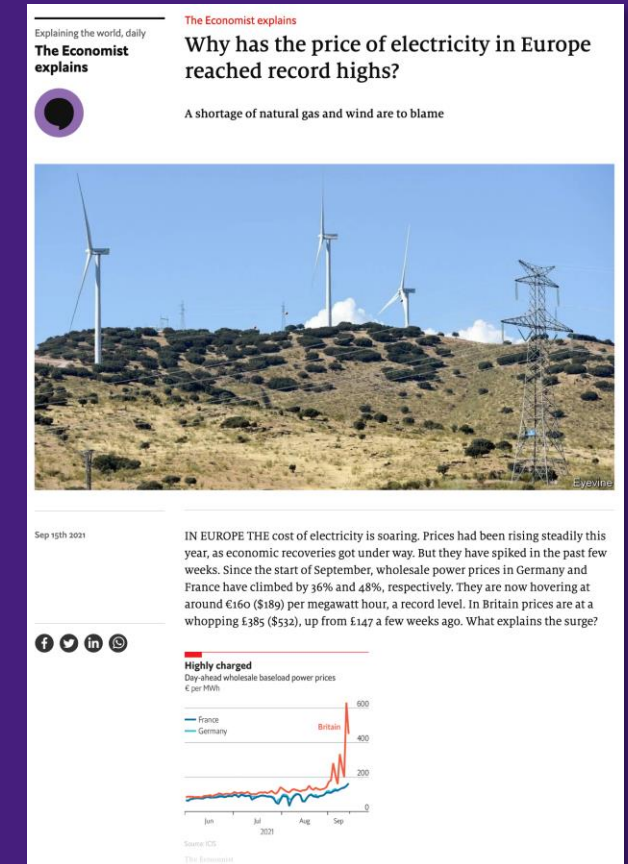 Explaining the world, daily
The Economist
explains
The Economist explains
Why has the price of electricity in Europe
reached record highs?
A shortage of natural gas and wind are to blame
Eyevine
Sep 15th 2021
IN EUROPE THE cost of electricity is soaring. Prices had been rising steadily this
year, as economic recoveries got under way. But they have spiked in the past few
weeks. Since the start of September, wholesale power prices in Germany and
France have climbed by 36% and 48%, respectively. They are now hovering at
around €160 ($189) per megawatt hour, a record level. In Britain prices are at a
whopping £385 ($532), up from £147 a few weeks ago. What explains the surge?
Highly charged
Day-ahead wholesale baseload power prices
€ per MWh
600
France
Germany
Britain
400
200
0
Jun
Jul
Aug
Sep
2021
Source: ICIS
The Economist